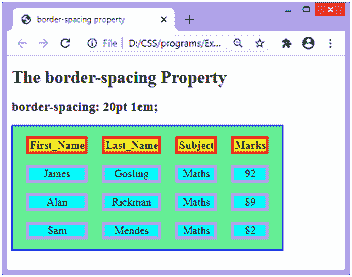 border-spacing property
File
D:/CSS/programs/Ex...
The border-spacing Property
border-spacing: 20pt 1em;
First_Name Last_Name Subject Marks
James Gosling Maths 92
Alan Rickman Maths 89
Sam Mendes Maths 82